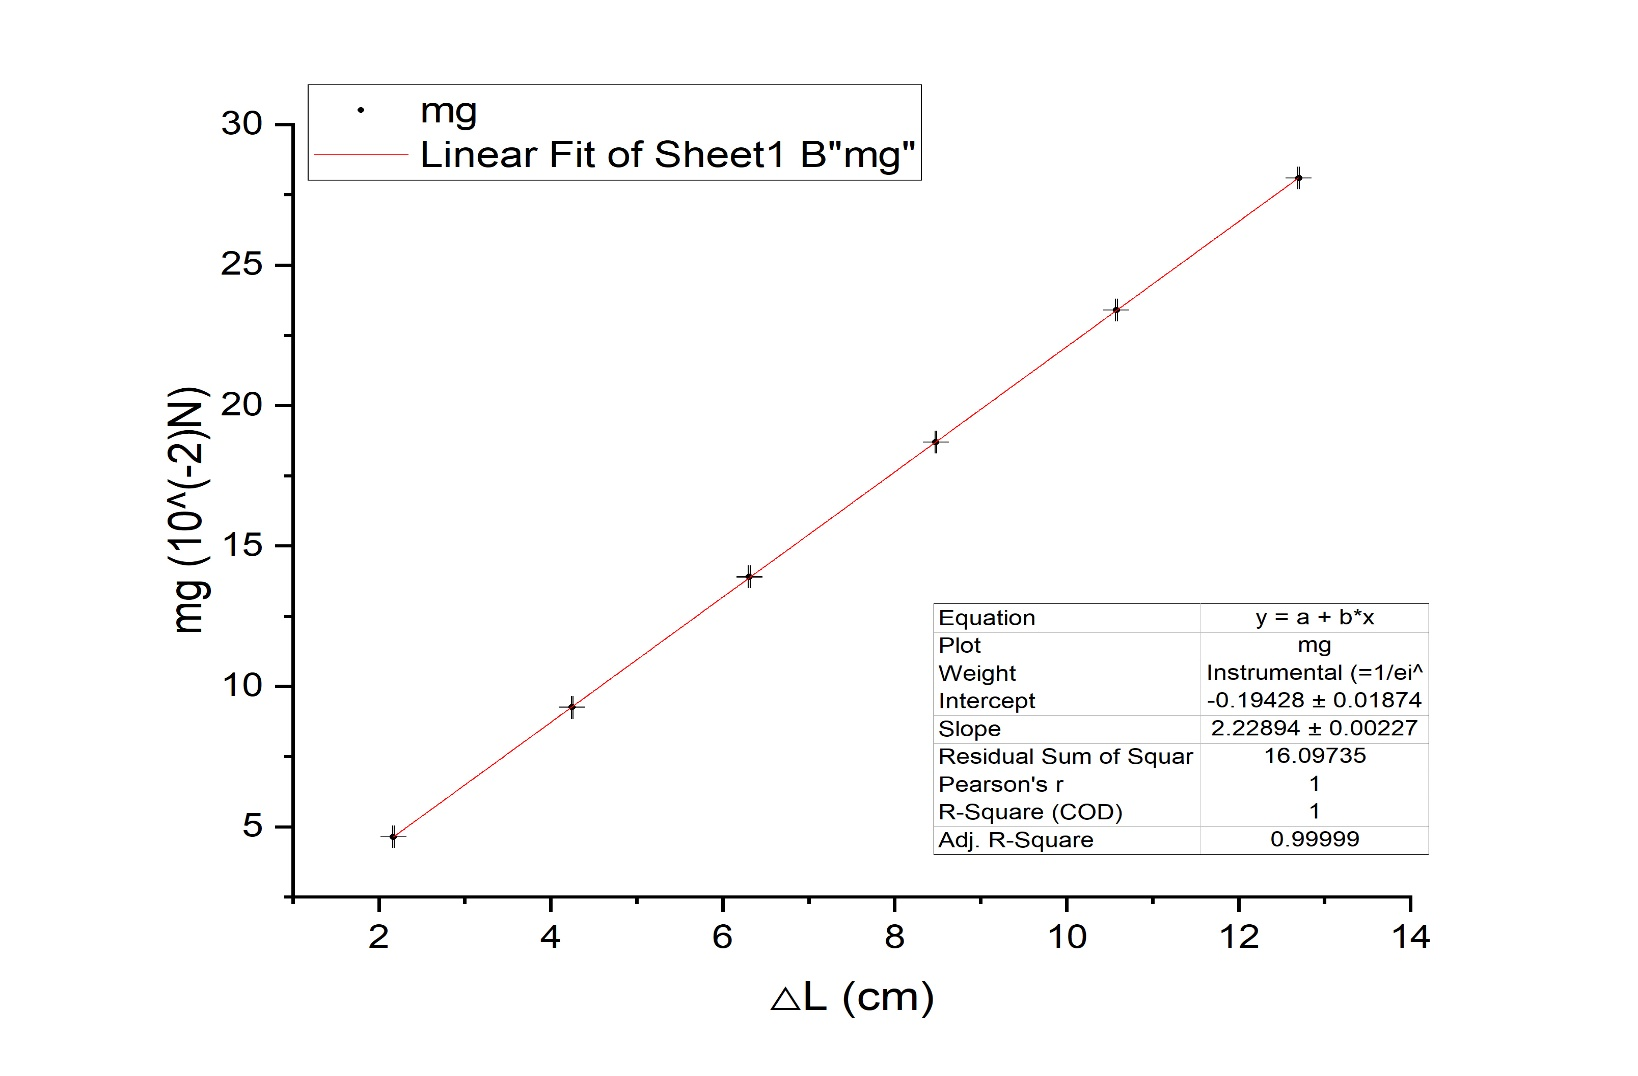 mg
Linear Fit of Sheet1 B"mg"
30
25
20
15
10
5
mg (10^(-2)N)
Equation y = a + b*x
Plot mg
Weight Instrumental (=1/ei^
Intercept -0.19428 ± 0.01874
Slope 2.22894 ± 0.00227
Residual Sum of Squar 16.09735
Pearson's r 1
R-Square (COD) 1
Adj. R-Square 0.99999
2 4 6 8 10 12 14
△L (cm)